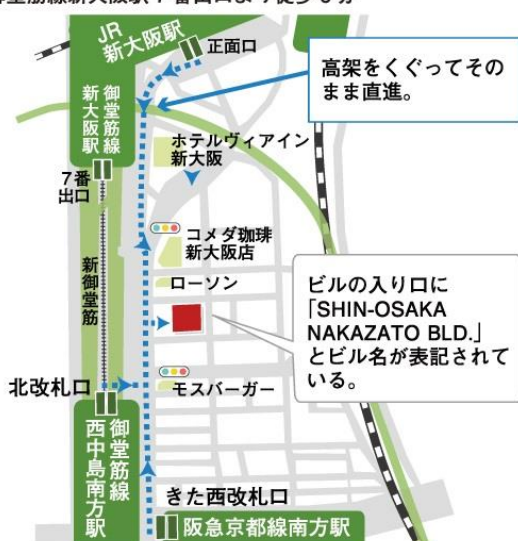 JR
新大阪駅
正面口
高架をくぐってその
まま直進。
御堂筋線
新大阪駅
ホテルヴィアイン
新大阪
7番
出口
コメダ珈琲
新大阪店
ローソン
新御堂筋
ビルの入り口に
「SHIN-OSAKA
NAKAZATO BLD.」
とビル名が表記されて
いる。
北改札口
モスバーガー
御堂筋線
西中島南方駅
きた西改札口
阪急京都線南方駅